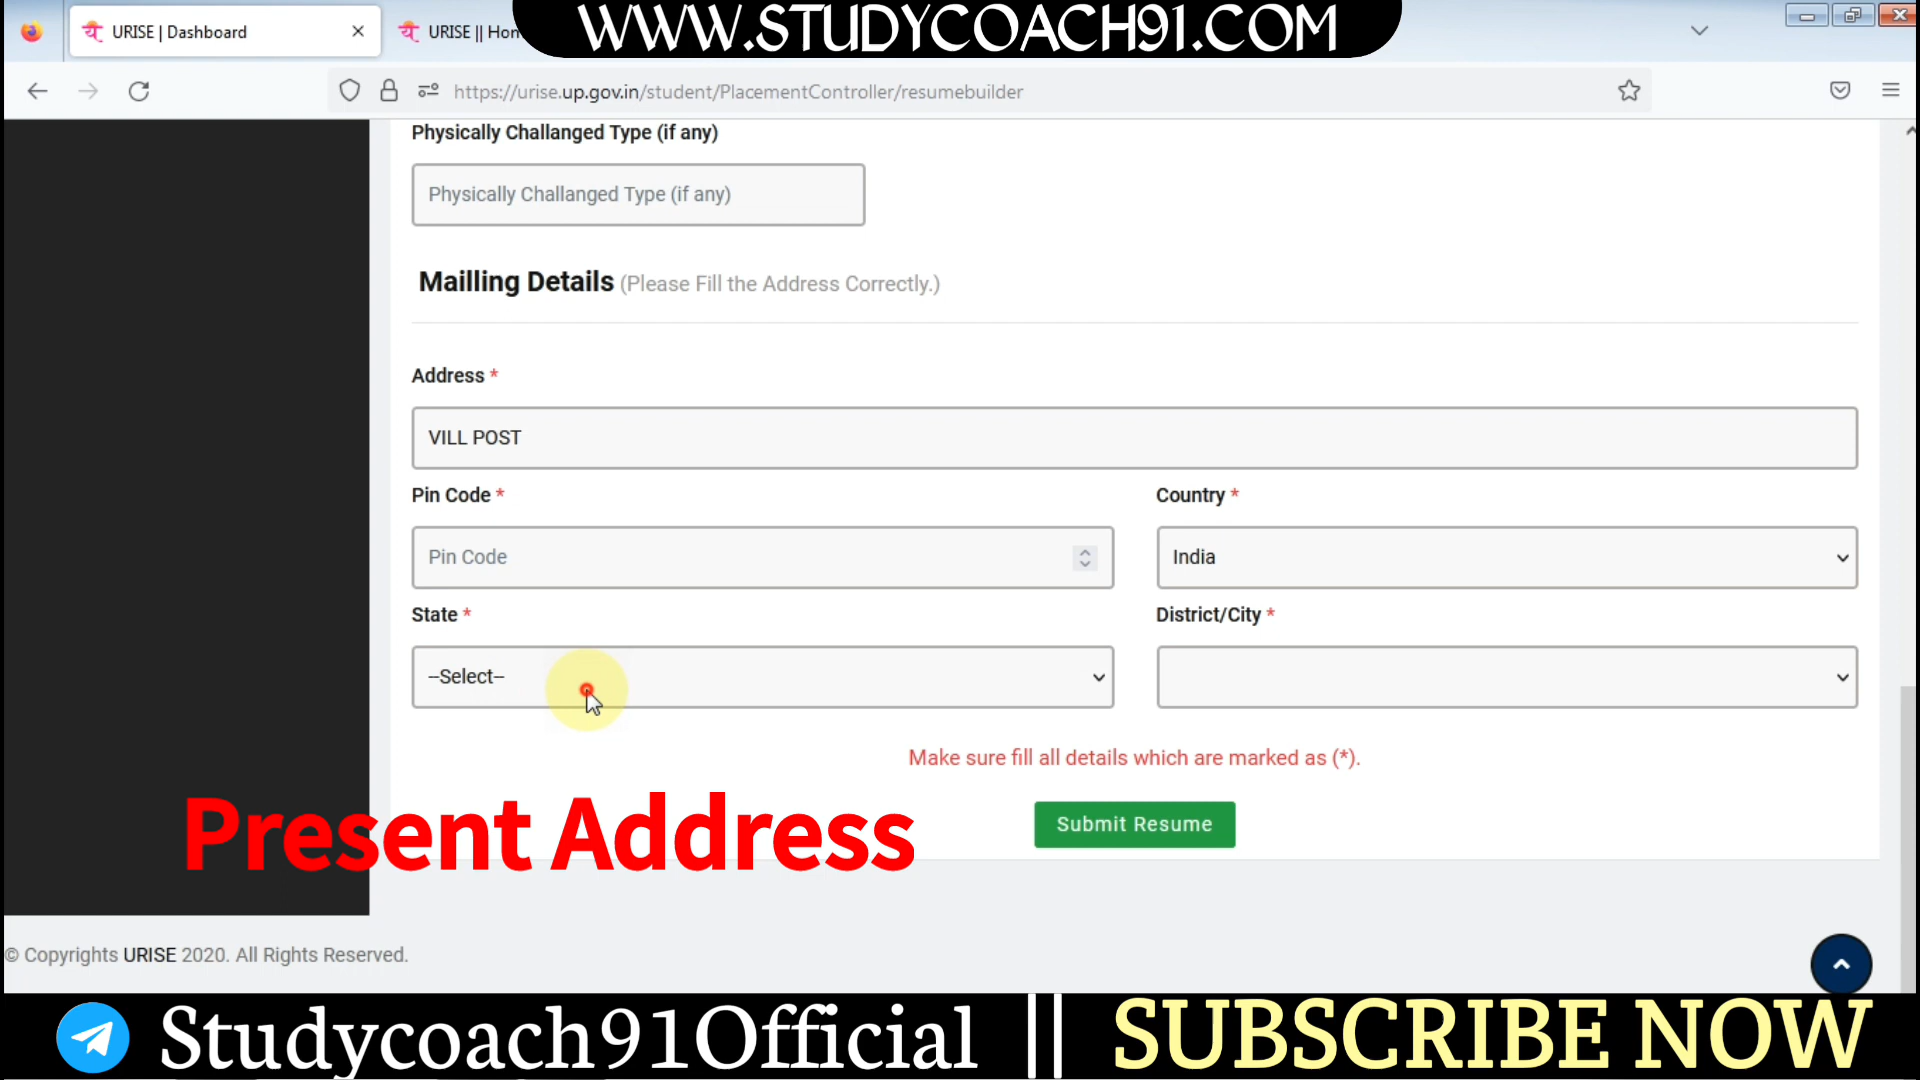 WWW.STUDYCOACH91.COM
URISE | Dashboard
URISE || Hon
https://urise.up.gov.in/student/PlacementController/resumebuilder
Physically Challanged Type (if any)
Physically Challanged Type (if any)
Mailling Details (Please Fill the Address Correctly.)
Address *
VILL POST
Pin Code * Country *
Pin Code India
State * District/City *
--Select--
Make sure fill all details which are marked as (*).
Submit Resume
Present Address
© Copyrights URISE 2020. All Rights Reserved.
Studycoach91Official || SUBSCRIBE NOW